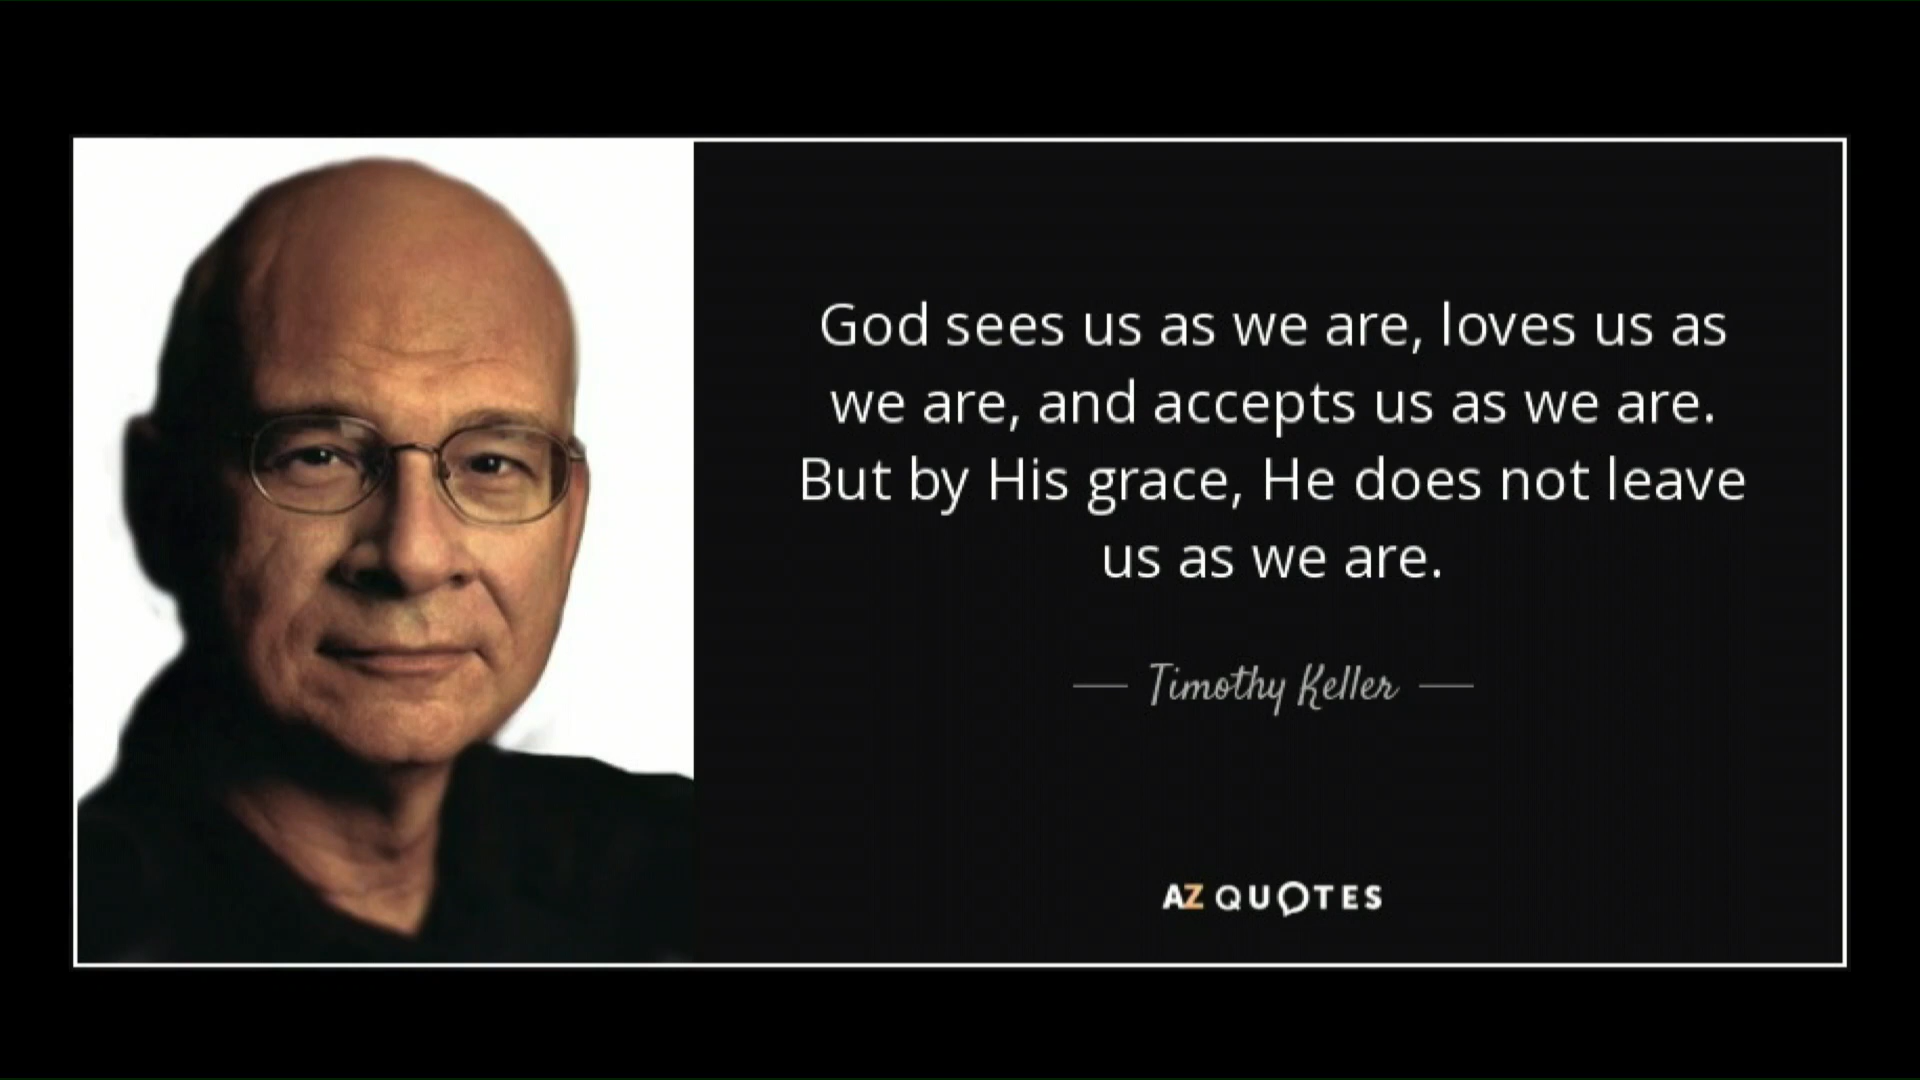 God sees us as we are, loves us as
we are, and accepts us as we are.
But by His grace, He does not leave
us as we are.
Timothy Keller
AZ QUOTES